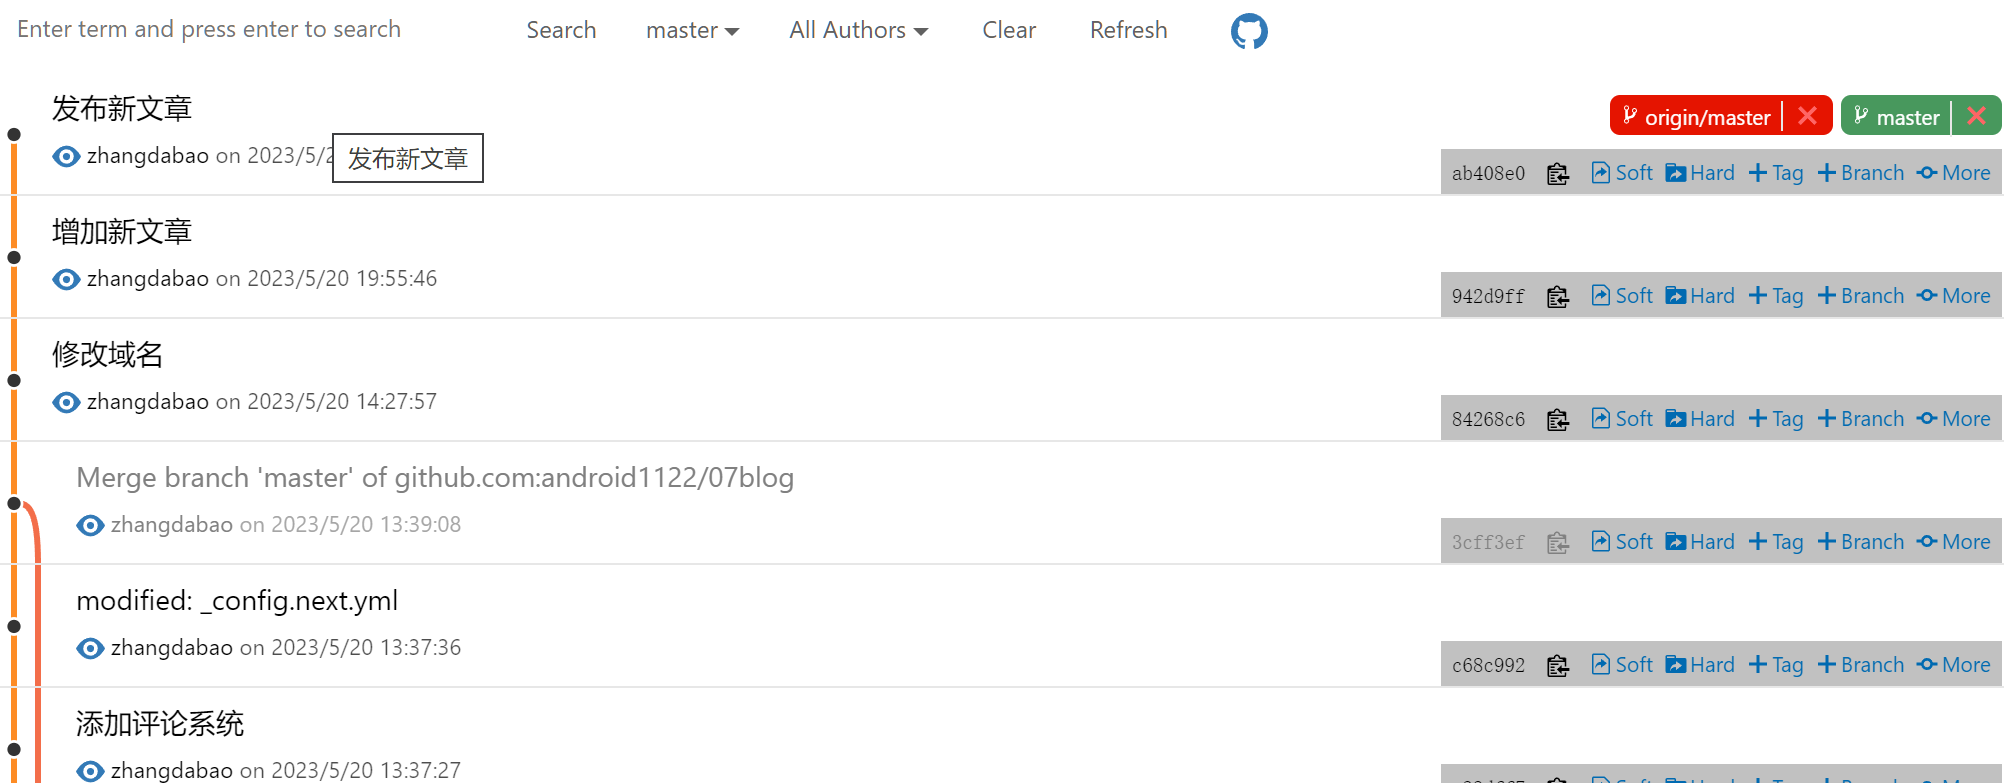 Enter term and press enter to search Search master All Authors Clear Refresh
发布新文章 origin/master master
zhangdabao on 2023/5/2 发布新文章 ab408e0 Soft Hard Tag Branch More
增加新文章
zhangdabao on 2023/5/20 19:55:46 942d9ff Soft Hard Tag Branch More
修改域名
zhangdabao on 2023/5/20 14:27:57 84268c6 Soft Hard Tag Branch More
Merge branch 'master' of github.com:android1122/07blog
zhangdabao on 2023/5/20 13:39:08 3cff3ef Soft Hard Tag Branch More
modified: _config.next.yml
zhangdabao on 2023/5/20 13:37:36 c68c992 Soft Hard Tag Branch More
添加评论系统
zhangdabao on 2023/5/20 13:37:27